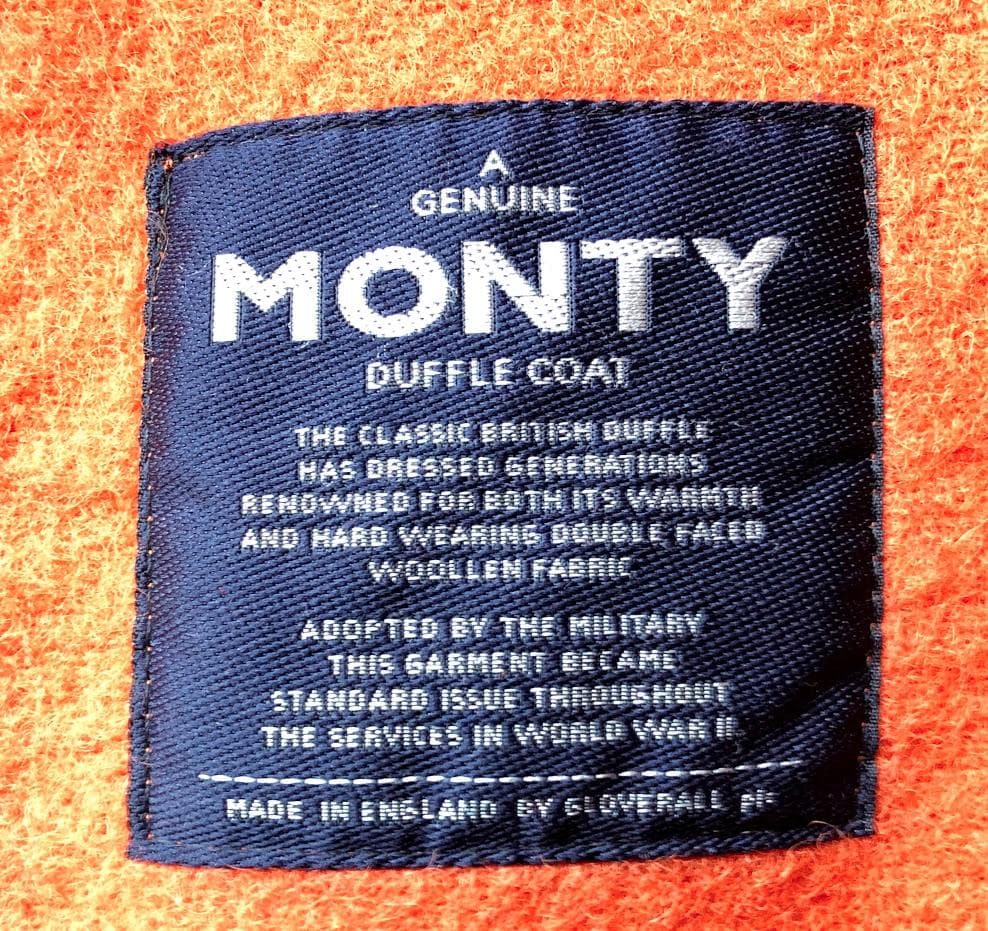 A
GENUINE
MONTY
DUFFLE COAT
THE CLASSIC BRITISH DUFFLE
HAS DRESSED GENERATIONS
RENOWNED FOR BOTH ITS WARMTH
AND HARD WEARING DOUBLE FACED
WOOLLEN FABRIC
ADOPTED BY THE MILITARY
THIS GARMENT BECAME
STANDARD ISSUE THROUGHOUT
THE SERVICES IN WORLD WAR II.
MADE IN ENGLAND BY GLOVERALL plc